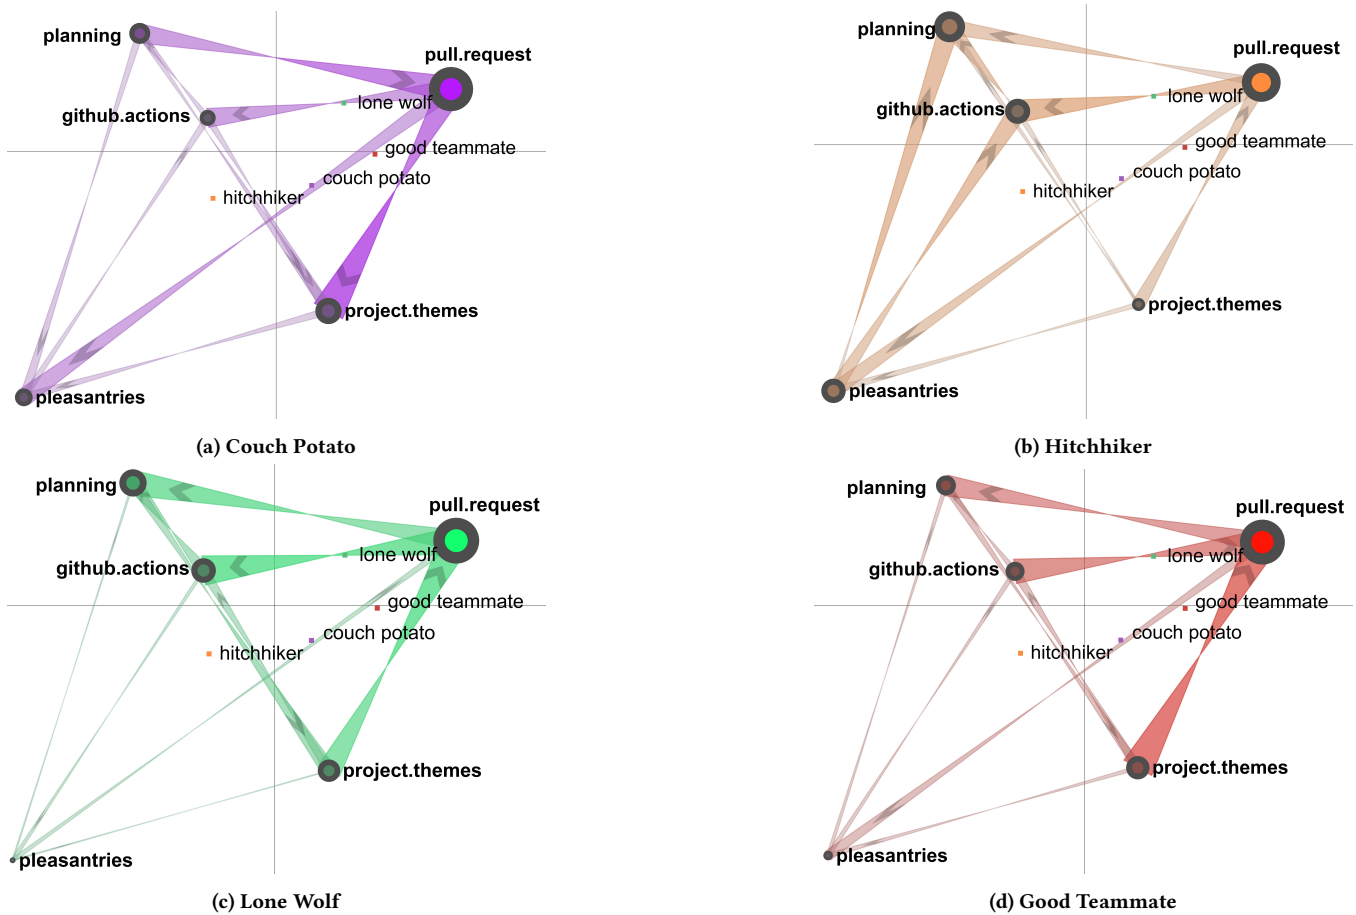 planning
pull.request
lone wolf
github.actions
good teammate
couch potato
hitchhiker
project.themes
pleasantries
(a) Couch Potato
planning
pull.request
lone wolf
github.actions
good teammate
couch potato
hitchhiker
project.themes
pleasantries
(b) Hitchhiker
planning
pull.request
lone wolf
github.actions
good teammate
couch potato
hitchhiker
project.themes
pleasantries
(c) Lone Wolf
planning
pull.request
lone wolf
github.actions
good teammate
couch potato
hitchhiker
project.themes
pleasantries
(d) Good Teammate